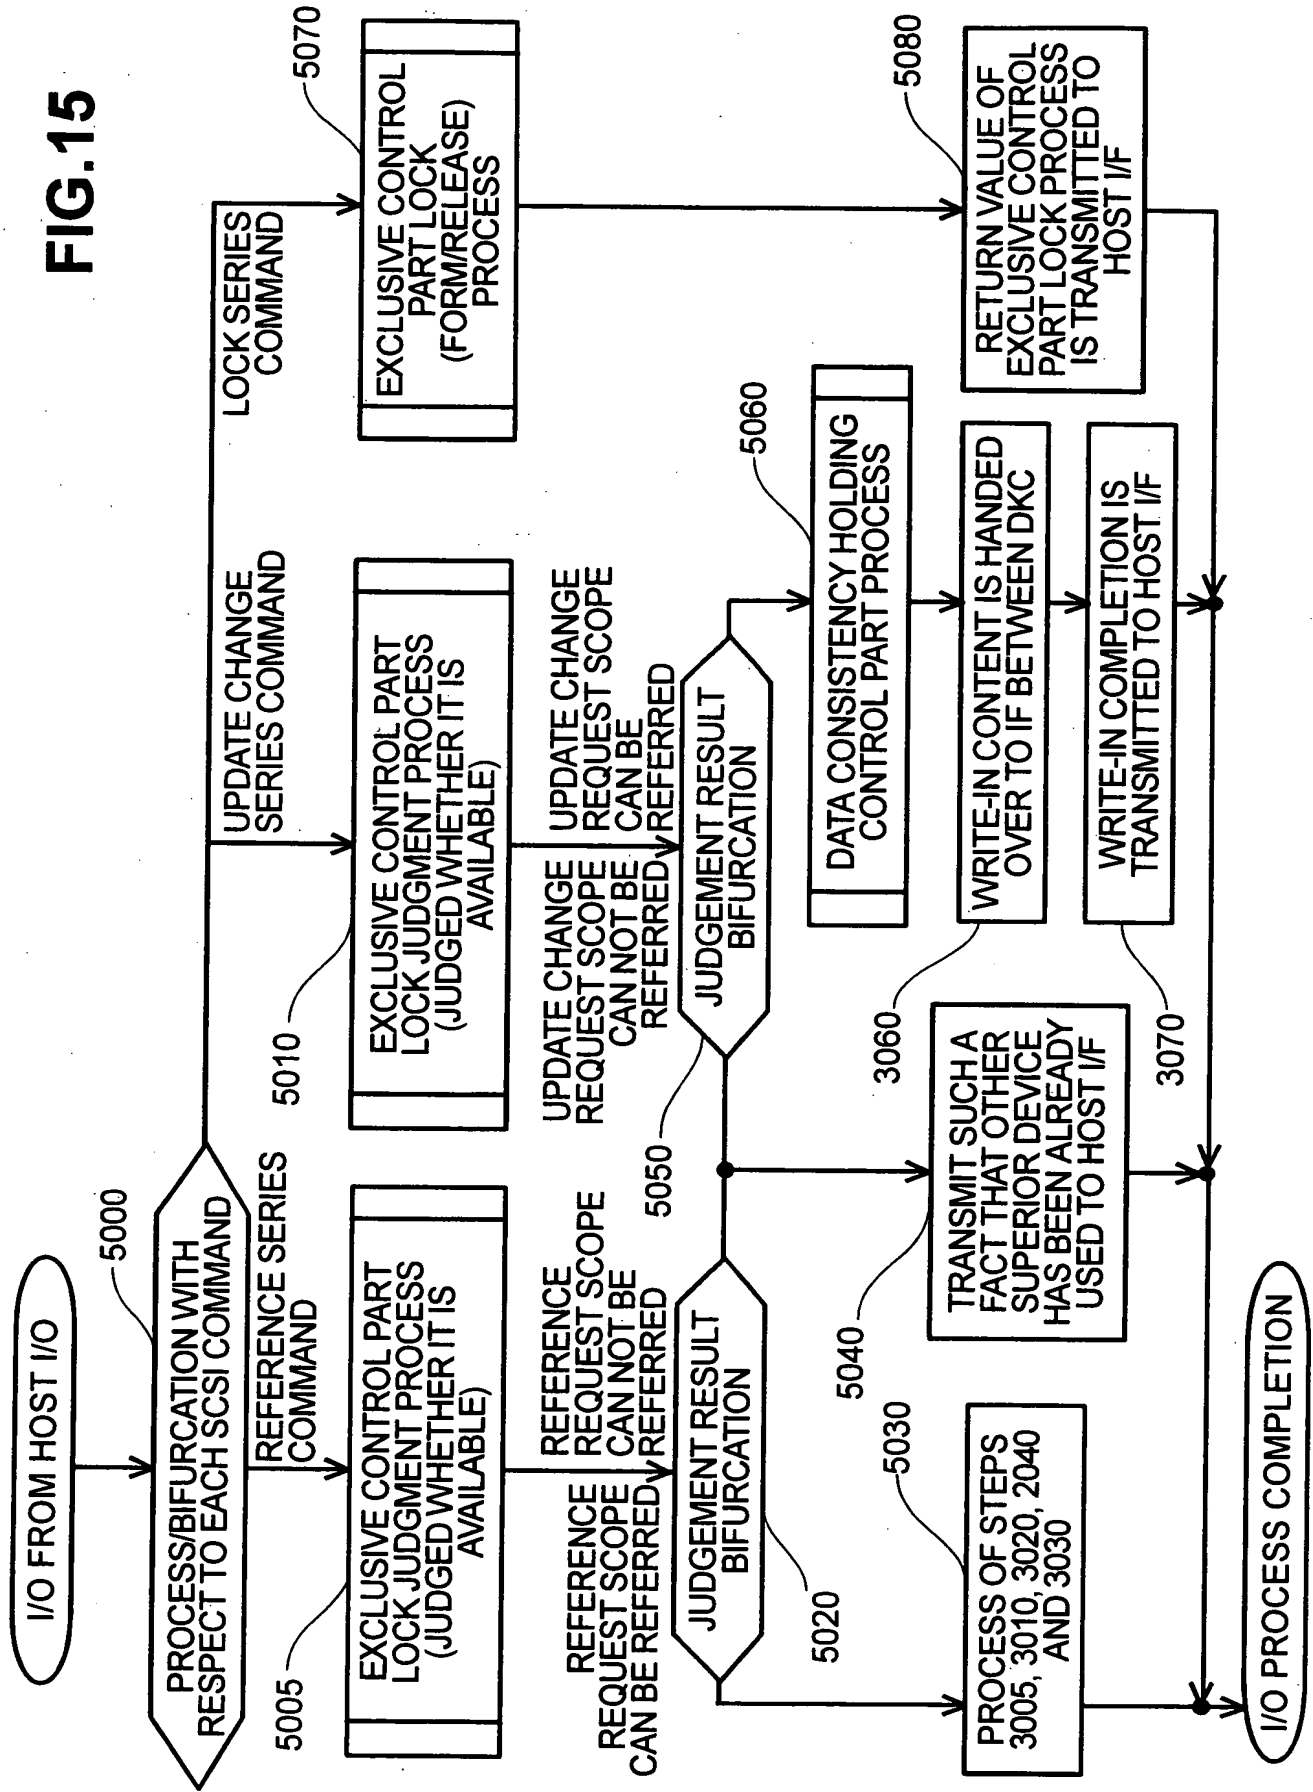 FIG.15
I/O FROM HOST I/O
5000
PROCESS/BIFURCATION WITH
RESPECT TO EACH SCSI COMMAND
REFERENCE SERIES
COMMAND
UPDATE CHANGE
SERIES COMMAND
LOCK SERIES
COMMAND
5005
EXCLUSIVE CONTROL PART
LOCK JUDGMENT PROCESS
(JUDGED WHETHER IT IS
AVAILABLE)
5010
EXCLUSIVE CONTROL PART
LOCK JUDGMENT PROCESS
(JUDGED WHETHER IT IS
AVAILABLE)
5070
EXCLUSIVE CONTROL
PART LOCK
(FORM/RELEASE)
PROCESS
REFERENCE
REQUEST SCOPE
CAN BE REFERRED
REFERENCE
REQUEST SCOPE
CAN NOT BE
REFERRED
UPDATE CHANGE
REQUEST SCOPE
CAN NOT BE
REFERRED
UPDATE CHANGE
REQUEST SCOPE
CAN BE
REFERRED
JUDGEMENT RESULT
BIFURCATION
5020
5050
JUDGEMENT RESULT
BIFURCATION
5060
DATA CONSISTENCY HOLDING
CONTROL PART PROCESS
5030
PROCESS OF STEPS
3005, 3010, 3020, 2040
AND 3030
5040
TRANSMIT SUCH A
FACT THAT OTHER
SUPERIOR DEVICE
HAS BEEN ALREADY
USED TO HOST I/F
3060
WRITE-IN CONTENT IS HANDED
OVER TO IF BETWEEN DKC
3070
WRITE-IN COMPLETION IS
TRANSMITTED TO HOST I/F
5080
RETURN VALUE OF
EXCLUSIVE CONTROL
PART LOCK PROCESS
IS TRANSMITTED TO
HOST I/F
I/O PROCESS COMPLETION